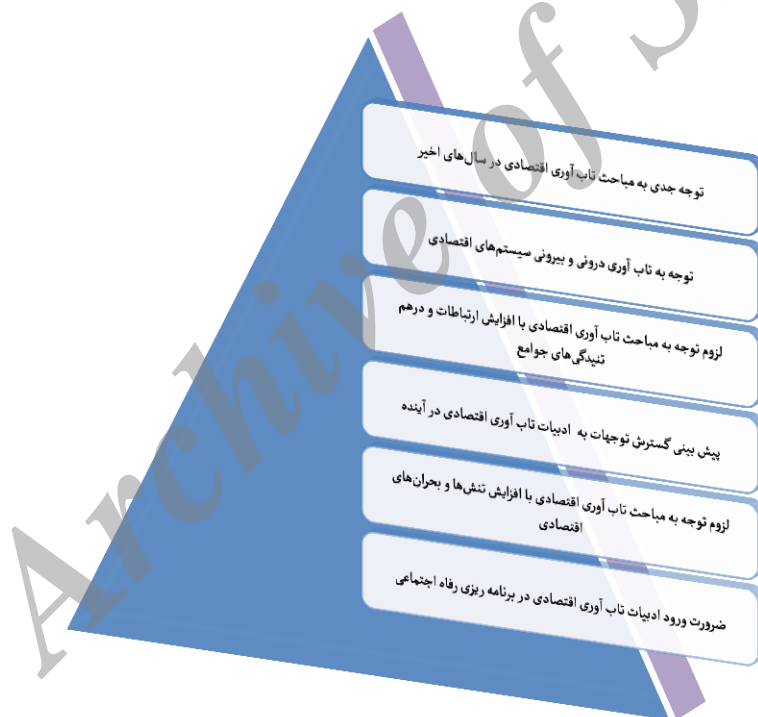 توجه جدی به مباحث تاب آوری اقتصادی در سال‌های اخیر
توجه به تاب آوری درونی و بیرونی سیستم‌های اقتصادی
لزوم توجه به مباحث تاب آوری اقتصادی با افزایش ارتباطات و درهم
تنیدگی‌های جوامع
پیش بینی گسترش توجهات به ادبیات تاب آوری اقتصادی در آینده
لزوم توجه به مباحث تاب آوری اقتصادی با افزایش تنش‌ها و بحران‌های
اقتصادی
ضرورت ورود ادبیات تاب آوری اقتصادی در برنامه ریزی رفاه اجتماعی
Archive of S